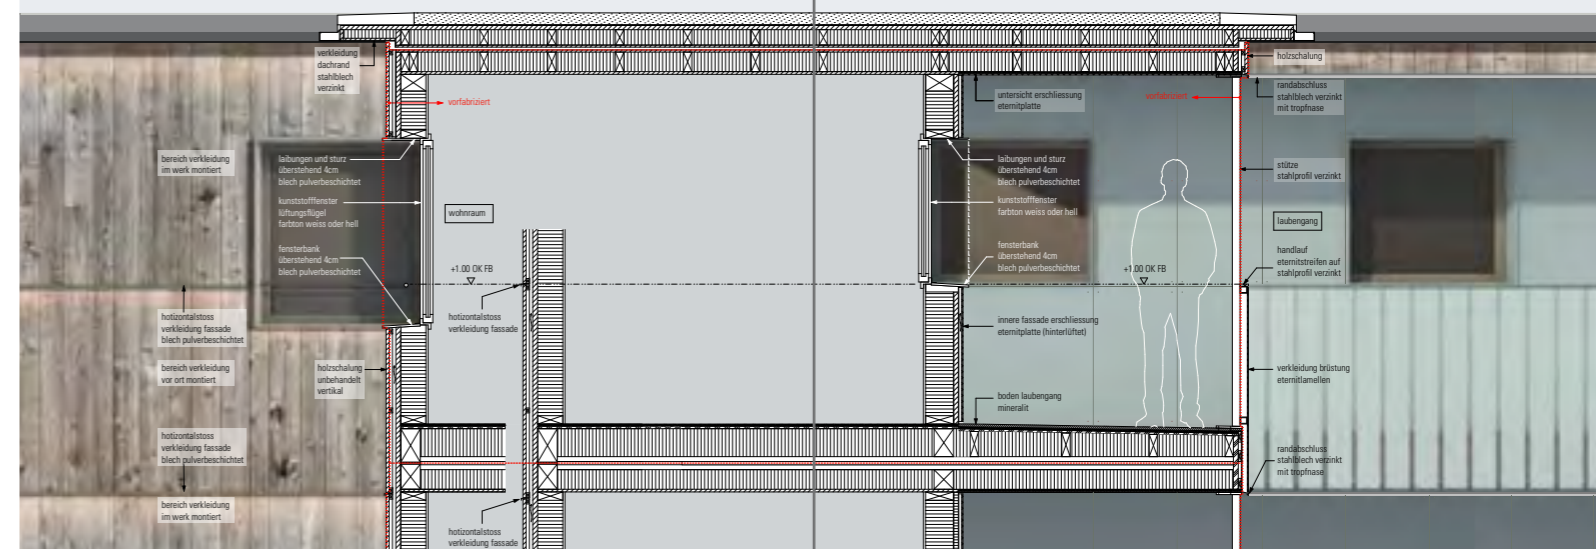 verkleidung
dachrand
stahlblech
verzinkt
vorfabriziert
bereich verkleidung
im werk montiert
laibungen und sturz
überstehend 4cm
blech pulverbeschichtet
kunststofffenster
lüftungsflügel
farbton weiss oder hell
fensterbank
überstehend 4cm
blech pulverbeschichtet
wohnraum
+1.00 OK FB
hotizontalstoss
verkleidung fassade
blech pulverbeschichtet
bereich verkleidung
vor ort montiert
holzschalung
unbehandelt
vertikal
hotizontalstoss
verkleidung fassade
hotizontalstoss
verkleidung fassade
blech pulverbeschichtet
bereich verkleidung
im werk montiert
hotizontalstoss
verkleidung fassade
untersicht erschliessung
eternitplatte
vorfabriziert
laibungen und sturz
überstehend 4cm
blech pulverbeschichtet
kunststofffenster
farbton weiss oder hell
fensterbank
überstehend 4cm
blech pulverbeschichtet
+1.00 OK FB
innere fassade erschliessung
eternitplatte (hinterlüftet)
boden laubengang
mineralit
holzschalung
randabschluss
stahlblech verzinkt
mit tropfnase
stütze
stahlprofil verzinkt
laubengang
handlauf
eternitstreifen auf
stahlprofil verzinkt
verkleidung brüstung
eternitlamellen
randabschluss
stahlblech verzinkt
mit tropfnase